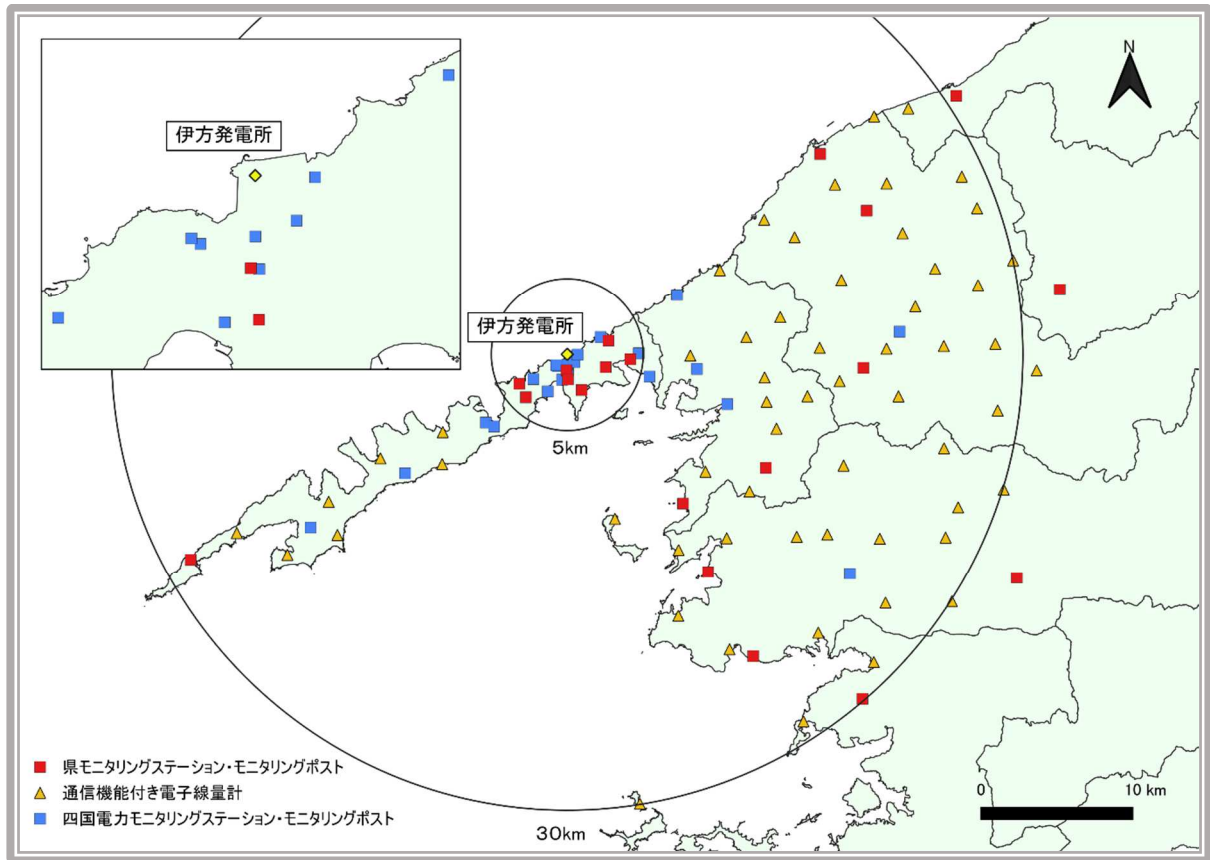 伊方発電所
N
伊方発電所
5km
県モニタリングステーション・モニタリングポスト
通信機能付き電子線量計
四国電力モニタリングステーション・モニタリングポスト
30km
0 10 km